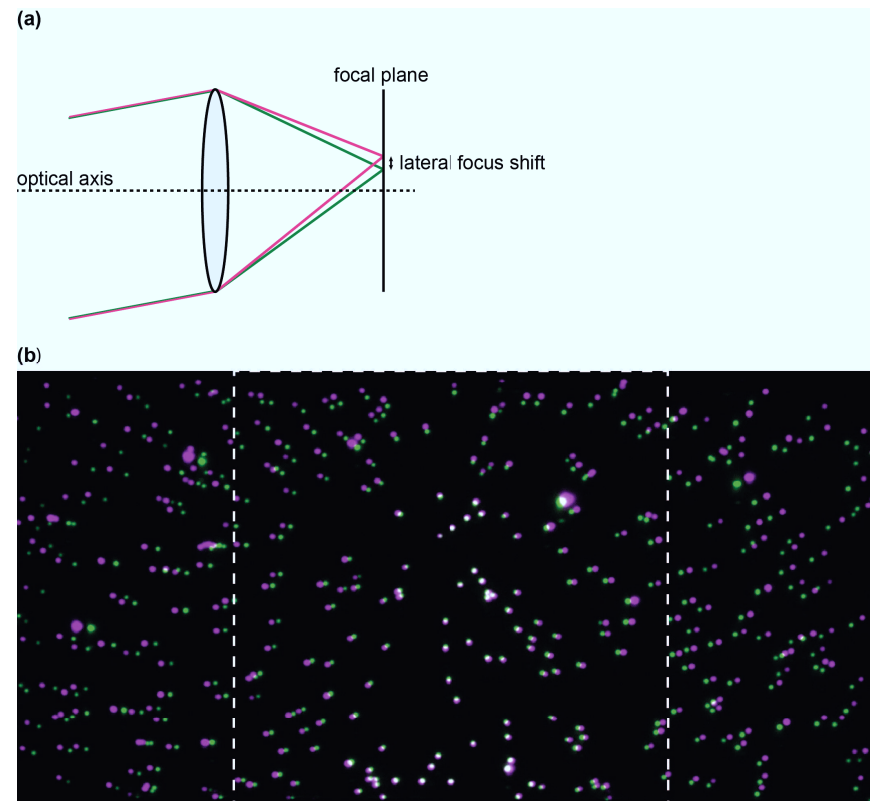 (a)
focal plane
lateral focus shift
optical axis
(b)